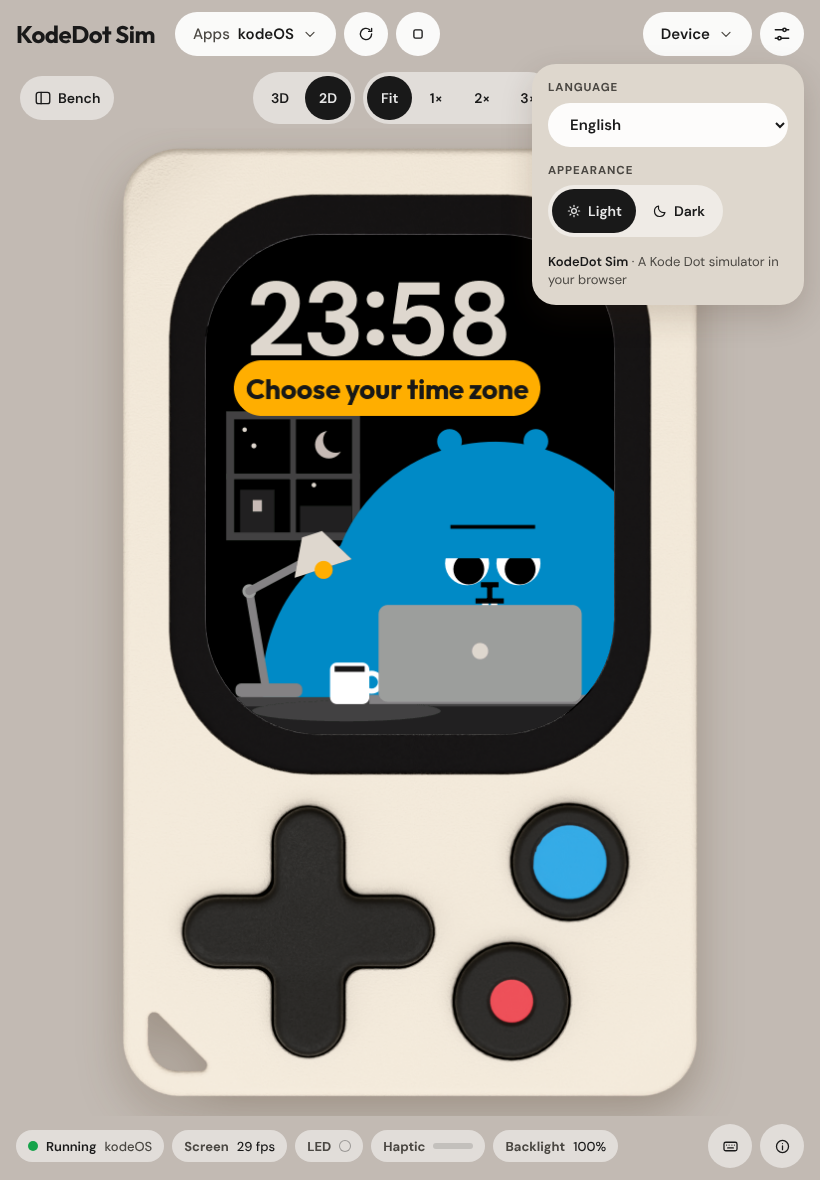 KodeDot Sim
Apps kodeOS
Device
Bench
3D 2D
Fit 1× 2×
LANGUAGE
English
APPEARANCE
Light Dark
KodeDot Sim · A Kode Dot simulator in
your browser
23:58
Choose your time zone
Running kodeOS
Screen 29 fps
LED
Haptic
Backlight 100%